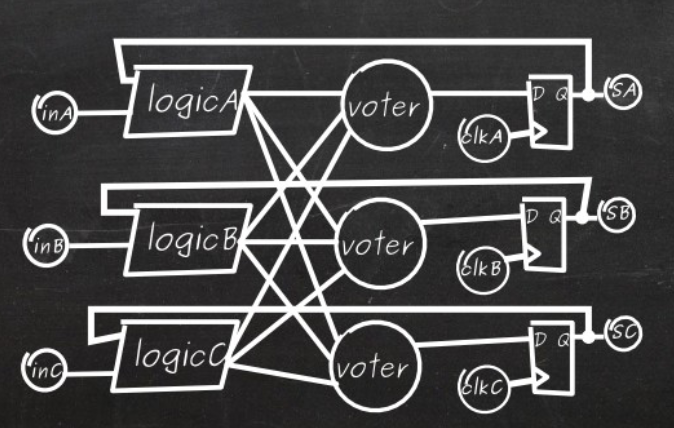 inA
logicA
voter
clkA
D Q
SA
inB
logicB
voter
clkB
D Q
SB
inC
logicC
voter
clkC
D Q
SC